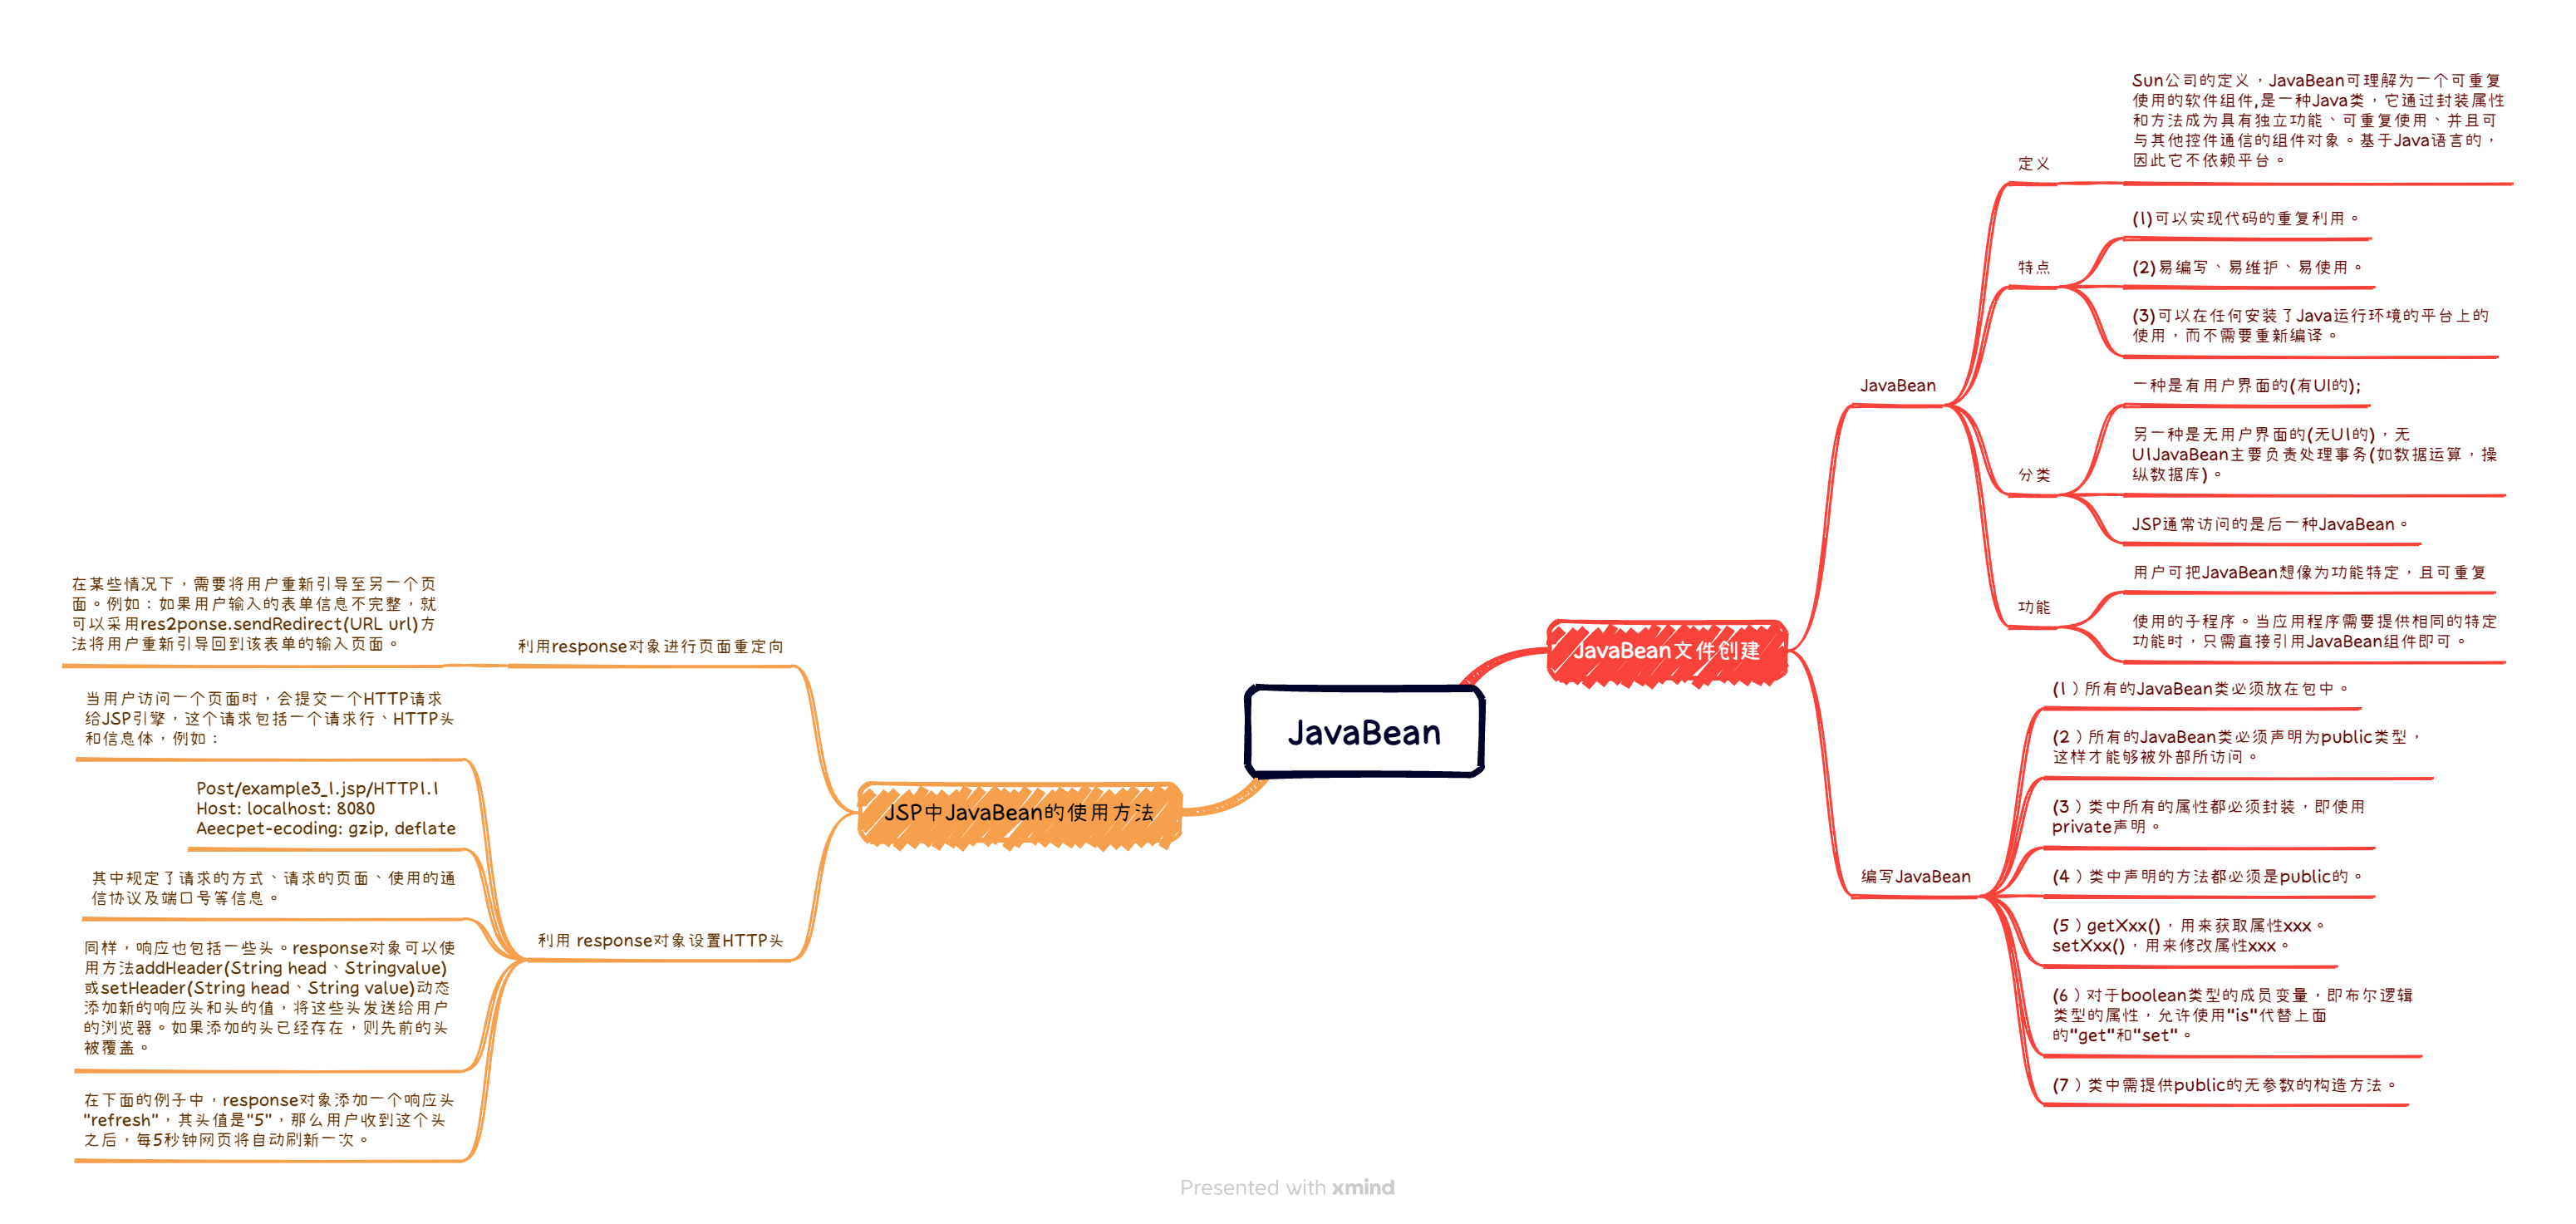 JavaBean
JavaBean文件创建
JavaBean
定义
Sun公司的定义，JavaBean可理解为一个可重复
使用的软件组件,是一种Java类，它通过封装属性
和方法成为具有独立功能、可重复使用、并且可
与其他控件通信的组件对象。基于Java语言的，
因此它不依赖平台。
特点
(1)可以实现代码的重复利用。
(2)易编写、易维护、易使用。
(3)可以在任何安装了Java运行环境的平台上的
使用，而不需要重新编译。
分类
一种是有用户界面的(有UI的);
另一种是无用户界面的(无UI的)，无
UIJavaBean主要负责处理事务(如数据运算，操
纵数据库)。
JSP通常访问的是后一种JavaBean。
功能
用户可把JavaBean想像为功能特定，且可重复
使用的子程序。当应用程序需要提供相同的特定
功能时，只需直接引用JavaBean组件即可。
编写JavaBean
(1）所有的JavaBean类必须放在包中。
(2）所有的JavaBean类必须声明为public类型，
这样才能够被外部所访问。
(3）类中所有的属性都必须封装，即使用
private声明。
(4）类中声明的方法都必须是public的。
(5）getXxx()，用来获取属性xxx。
setXxx()，用来修改属性xxx。
(6）对于boolean类型的成员变量，即布尔逻辑
类型的属性，允许使用"is"代替上面
的"get"和"set"。
(7）类中需提供public的无参数的构造方法。
JSP中JavaBean的使用方法
利用response对象进行页面重定向
在某些情况下，需要将用户重新引导至另一个页
面。例如：如果用户输入的表单信息不完整，就
可以采用res2ponse.sendRedirect(URL url)方
法将用户重新引导回到该表单的输入页面。
利用 response对象设置HTTP头
当用户访问一个页面时，会提交一个HTTP请求
给JSP引擎，这个请求包括一个请求行、HTTP头
和信息体，例如：
Post/example3_1.jsp/HTTP1.1
Host: localhost: 8080
Aeecpet-ecoding: gzip, deflate
其中规定了请求的方式、请求的页面、使用的通
信协议及端口号等信息。
同样，响应也包括一些头。response对象可以使
用方法addHeader(String head、Stringvalue)
或setHeader(String head、String value)动态
添加新的响应头和头的值，将这些头发送给用户
的浏览器。如果添加的头已经存在，则先前的头
被覆盖。
在下面的例子中，response对象添加一个响应头
"refresh"，其头值是"5"，那么用户收到这个头
之后，每5秒钟网页将自动刷新一次。
Presented with xmind